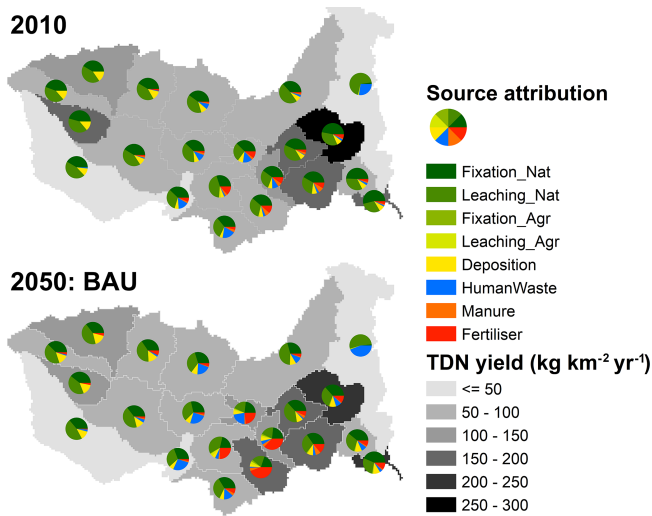 2010
Source attribution
Fixation_Nat
Leaching_Nat
Fixation_Agr
Leaching_Agr
Deposition
HumanWaste
Manure
Fertiliser
2050: BAU
TDN yield (kg km⁻² yr⁻¹)
<= 50
50 - 100
100 - 150
150 - 200
200 - 250
250 - 300